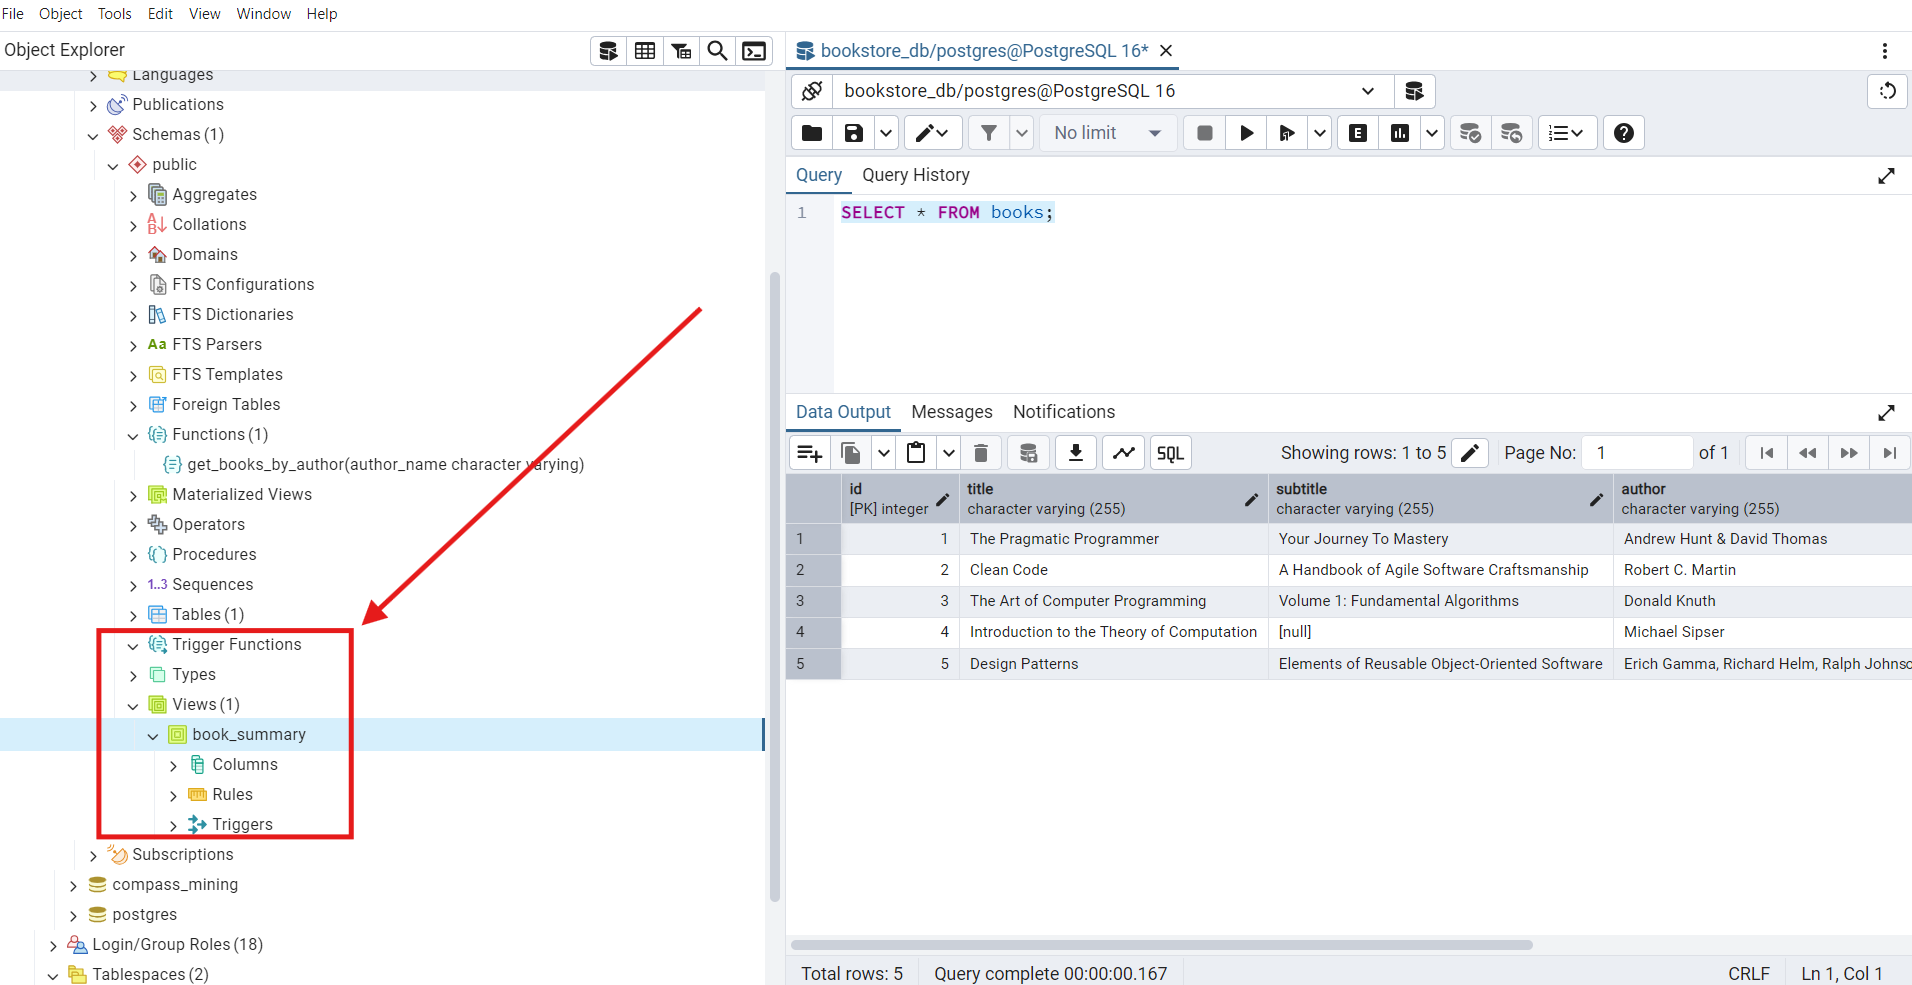 File Object Tools Edit View Window Help
Object Explorer
Languages
Publications
Schemas (1)
public
Aggregates
Collations
Domains
FTS Configurations
FTS Dictionaries
Aa FTS Parsers
FTS Templates
Foreign Tables
Functions (1)
get_books_by_author(author_name character varying)
Materialized Views
Operators
Procedures
1..3 Sequences
Tables (1)
Trigger Functions
Types
Views (1)
book_summary
Columns
Rules
Triggers
Subscriptions
compass_mining
postgres
Login/Group Roles (18)
Tablespaces (2)
bookstore_db/postgres@PostgreSQL 16*
bookstore_db/postgres@PostgreSQL 16
No limit
E
Query Query History
1 SELECT * FROM books;
Data Output Messages Notifications
SQL Showing rows: 1 to 5 Page No: 1 of 1
id title subtitle author
[PK] integer character varying (255) character varying (255) character varying (255)
1 1 The Pragmatic Programmer Your Journey To Mastery Andrew Hunt & David Thomas
2 2 Clean Code A Handbook of Agile Software Craftsmanship Robert C. Martin
3 3 The Art of Computer Programming Volume 1: Fundamental Algorithms Donald Knuth
4 4 Introduction to the Theory of Computation [null] Michael Sipser
5 5 Design Patterns Elements of Reusable Object-Oriented Software Erich Gamma, Richard Helm, Ralph Johnso
Total rows: 5 Query complete 00:00:00.167 CRLF Ln 1, Col 1